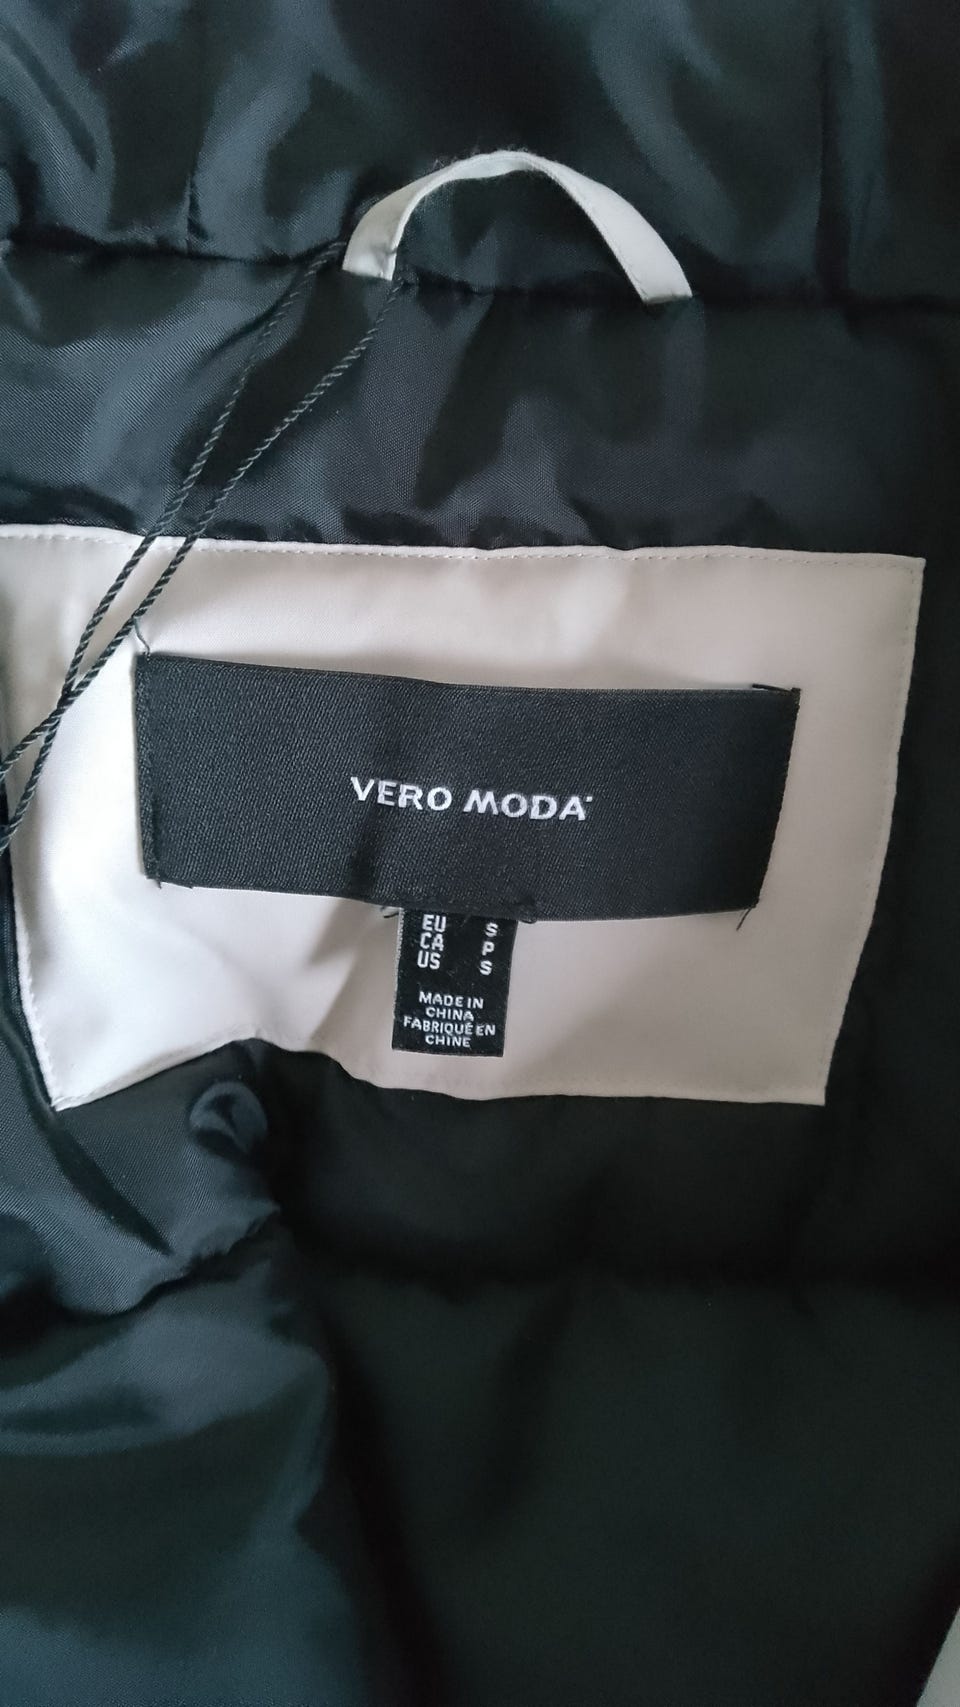 VERO MODA
EU S
CA P
US S
MADE IN
CHINA
FABRIQUÉ EN
CHINE